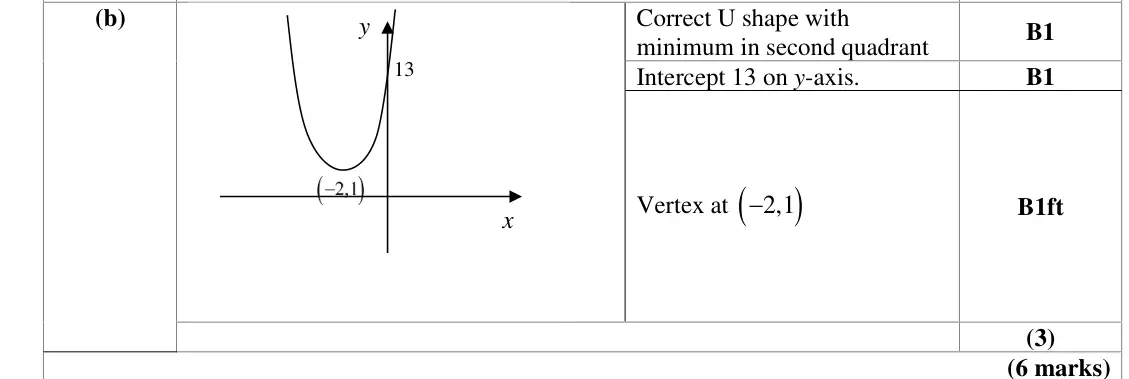 (b)
y
13
(−2,1)
x
Correct U shape with
minimum in second quadrant
B1
Intercept 13 on y-axis.
B1
Vertex at (−2,1)
B1ft
(3)
(6 marks)